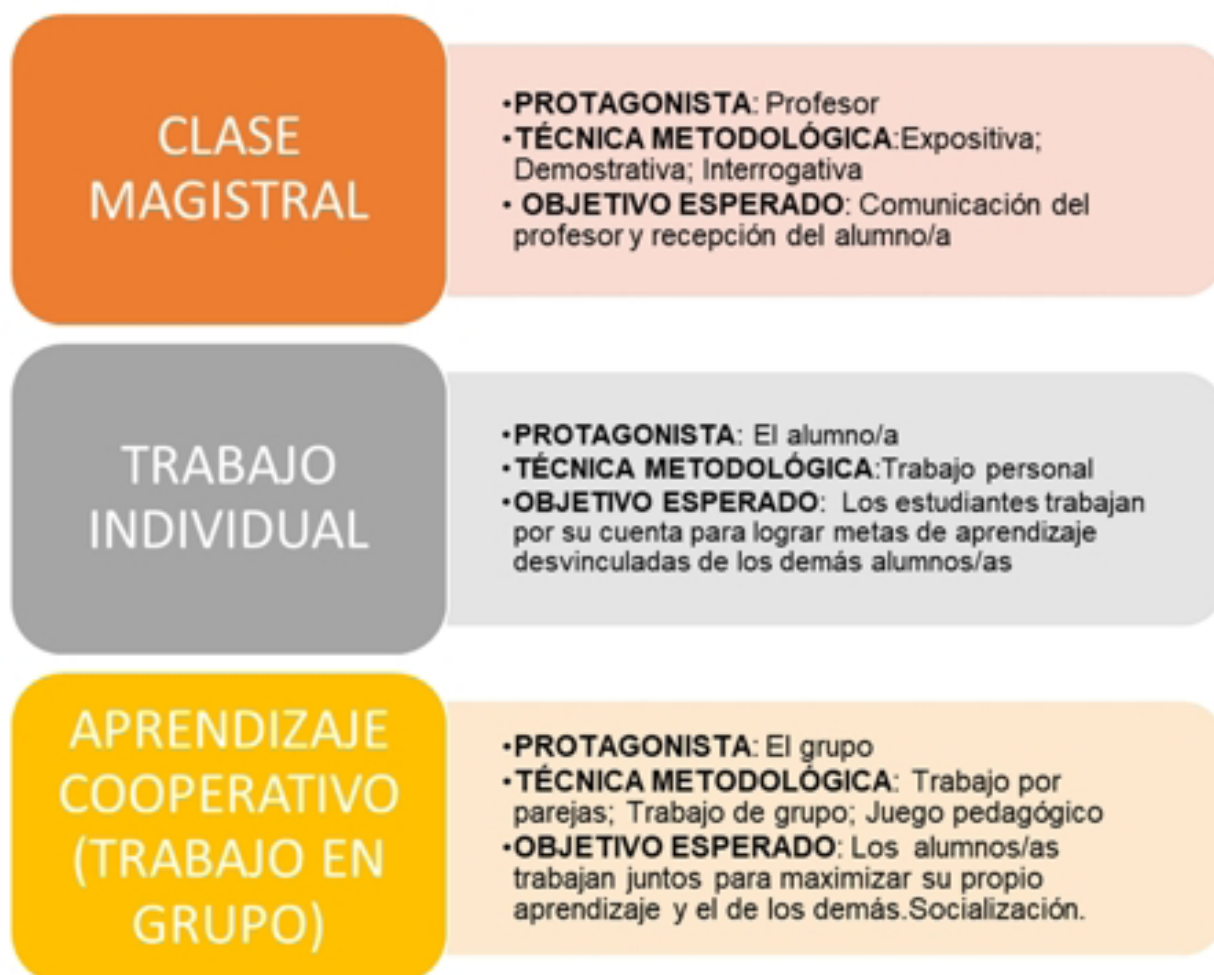 CLASE
MAGISTRAL
•PROTAGONISTA: Profesor
•TÉCNICA METODOLÓGICA:Expositiva;
Demostrativa; Interrogativa
• OBJETIVO ESPERADO: Comunicación del
profesor y recepción del alumno/a
TRABAJO
INDIVIDUAL
•PROTAGONISTA: El alumno/a
•TÉCNICA METODOLÓGICA:Trabajo personal
•OBJETIVO ESPERADO: Los estudiantes trabajan
por su cuenta para lograr metas de aprendizaje
desvinculadas de los demás alumnos/as
APRENDIZAJE
COOPERATIVO
(TRABAJO EN
GRUPO)
•PROTAGONISTA: El grupo
•TÉCNICA METODOLÓGICA: Trabajo por
parejas; Trabajo de grupo; Juego pedagógico
•OBJETIVO ESPERADO: Los alumnos/as
trabajan juntos para maximizar su propio
aprendizaje y el de los demás.Socialización.